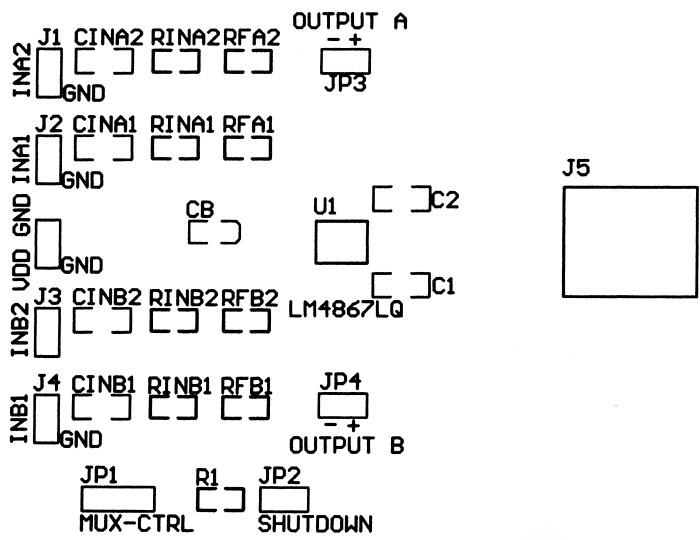 OUTPUT A
- +
J1 CINA2 RINA2 RFA2
INA2
GND
JP3
J2 CINA1 RINA1 RFA1
INA1
GND
J5
GND
CB
U1
C2
VDD
GND
C1
J3 CINB2 RINB2 RFB2
LM4867LQ
INB2
J4 CINB1 RINB1 RFB1
JP4
INB1
GND
- +
OUTPUT B
JP1
R1
JP2
MUX-CTRL
SHUTDOWN